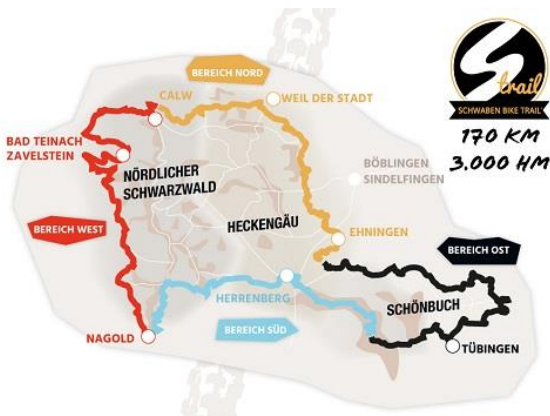 BEREICH NORD
CALW
WEIL DER STADT
BAD TEINACH
ZAVELSTEIN
NÖRDLICHER
SCHWARZWALD
BÖBLINGEN
SINDELFINGEN
HECKENGÄU
BEREICH WEST
EHNINGEN
BEREICH OST
HERRENBERG
SCHÖNBUCH
BEREICH SÜD
NAGOLD
TÜBINGEN
Strail
SCHWABEN BIKE TRAIL
170 KM
3.000 HM